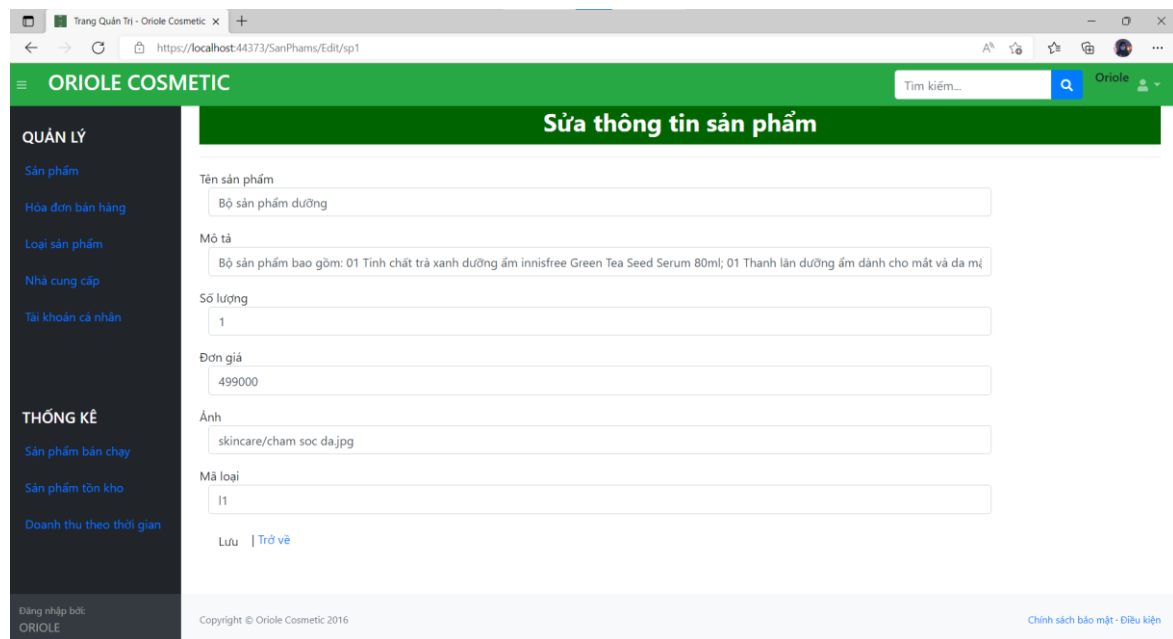 Trang Quản Trị - Oriole Cosmetic
https://localhost:44373/SanPhams/Edit/sp1
ORIOLE COSMETIC
Tìm kiếm...
Oriole
QUẢN LÝ
Sản phẩm
Hóa đơn bán hàng
Loại sản phẩm
Nhà cung cấp
Tài khoản cá nhân
THỐNG KÊ
Sản phẩm bán chạy
Sản phẩm tồn kho
Doanh thu theo thời gian
Đăng nhập bởi:
ORIOLE
Sửa thông tin sản phẩm
Tên sản phẩm
Bộ sản phẩm dưỡng
Mô tả
Bộ sản phẩm bao gồm: 01 Tinh chất trà xanh dưỡng ẩm innisfree Green Tea Seed Serum 80ml; 01 Thanh lăn dưỡng ẩm dành cho mắt và da
Số lượng
1
Đơn giá
499000
Ảnh
skincare/cham soc da.jpg
Mã loại
l1
Lưu | Trở về
Copyright © Oriole Cosmetic 2016
Chính sách bảo mật · Điều kiện